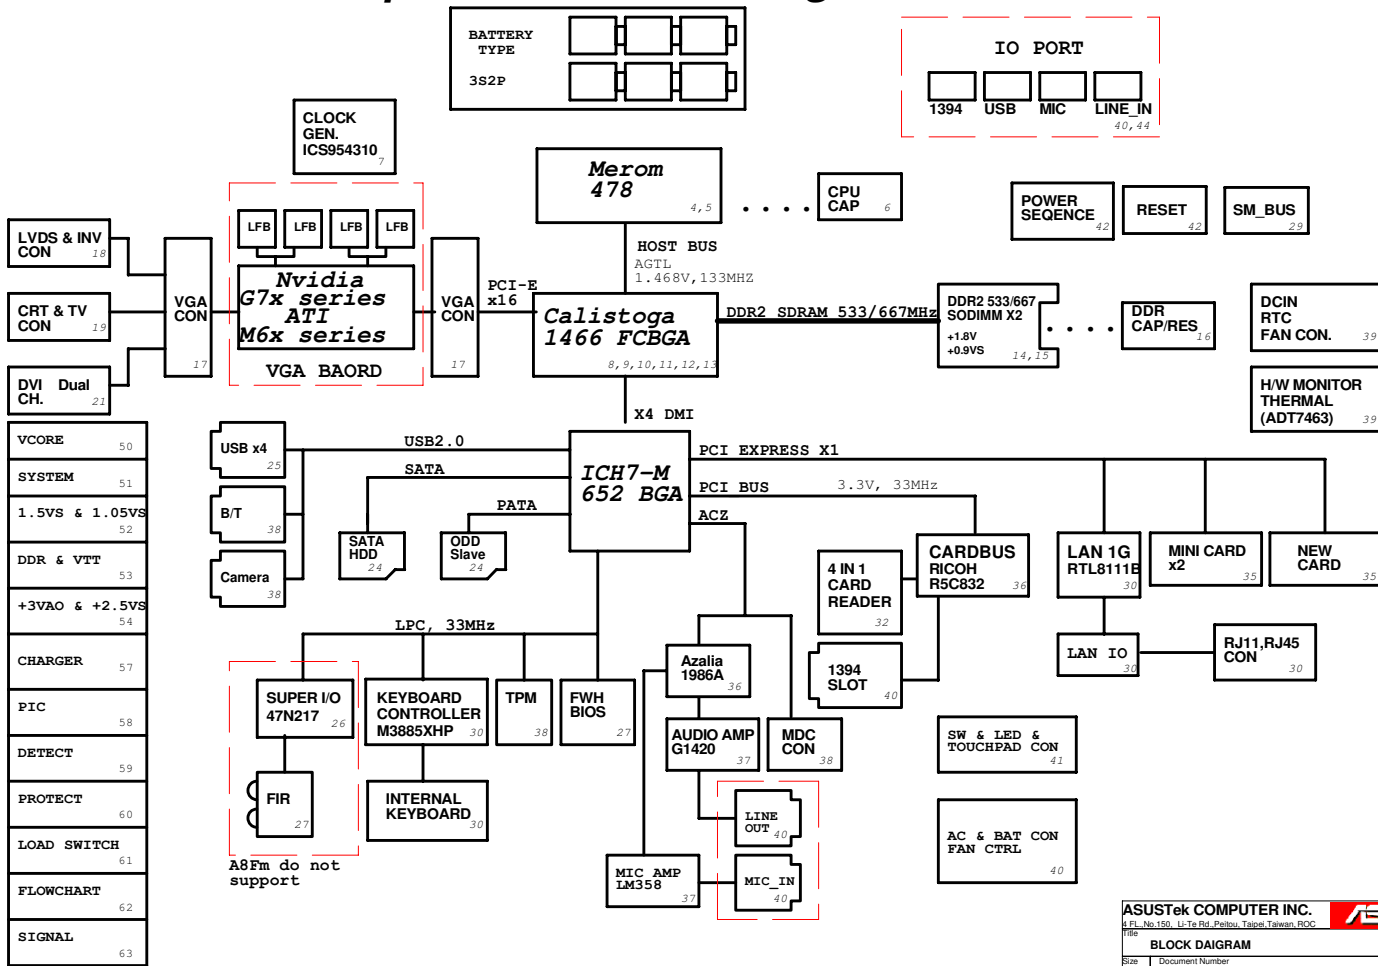 BATTERY
TYPE
3S2P
IO PORT
1394 USB MIC LINE_IN
40,44
CLOCK
GEN.
ICS954310
7
Merom
478
4,5
CPU
CAP
6
POWER
SEQENCE
42
RESET
42
SM_BUS
29
HOST BUS
AGTL
1.468V,133MHZ
LVDS & INV
CON
18
CRT & TV
CON
19
DVI Dual
CH.
21
VGA
CON
17
LFB LFB LFB LFB
Nvidia
G7x series
ATI
M6x series
VGA BAORD
VGA
CON
17
PCI-E
x16
Calistoga
1466 FCBGA
8,9,10,11,12,13
DDR2 SDRAM 533/667MHz
DDR2 533/667
SODIMM X2
+1.8V
+0.9VS
14,15
DDR
CAP/RES
16
DCIN
RTC
FAN CON.
39
H/W MONITOR
THERMAL
(ADT7463)
39
X4 DMI
VCORE
50
SYSTEM
51
1.5VS & 1.05VS
52
DDR & VTT
53
+3VAO & +2.5VS
54
CHARGER
57
PIC
58
DETECT
59
PROTECT
60
LOAD SWITCH
61
FLOWCHART
62
SIGNAL
63
USB x4
25
B/T
38
Camera
38
USB2.0
SATA
PATA
SATA
HDD
24
ODD
Slave
24
ICH7-M
652 BGA
PCI EXPRESS X1
PCI BUS
3.3V, 33MHz
ACZ
4 IN 1
CARD
READER
32
CARDBUS
RICOH
R5C832
36
1394
SLOT
40
LAN 1G
RTL8111B
30
MINI CARD
x2
35
NEW
CARD
35
LAN IO
30
RJ11,RJ45
CON
30
LPC, 33MHz
SUPER I/O
47N217
26
FIR
27
A8Fm do not
support
KEYBOARD
CONTROLLER
M3885XHP
30
INTERNAL
KEYBOARD
30
TPM
38
FWH
BIOS
27
Azalia
1986A
36
AUDIO AMP
G1420
37
MDC
CON
38
LINE
OUT
40
MIC AMP
LM358
37
MIC_IN
40
SW & LED &
TOUCHPAD CON
41
AC & BAT CON
FAN CTRL
40
ASUSTek COMPUTER INC.
4 FL.,No.150, Li-Te Rd.,Peitou, Taipei,Taiwan, ROC
Title
BLOCK DAIGRAM
Size Document Number